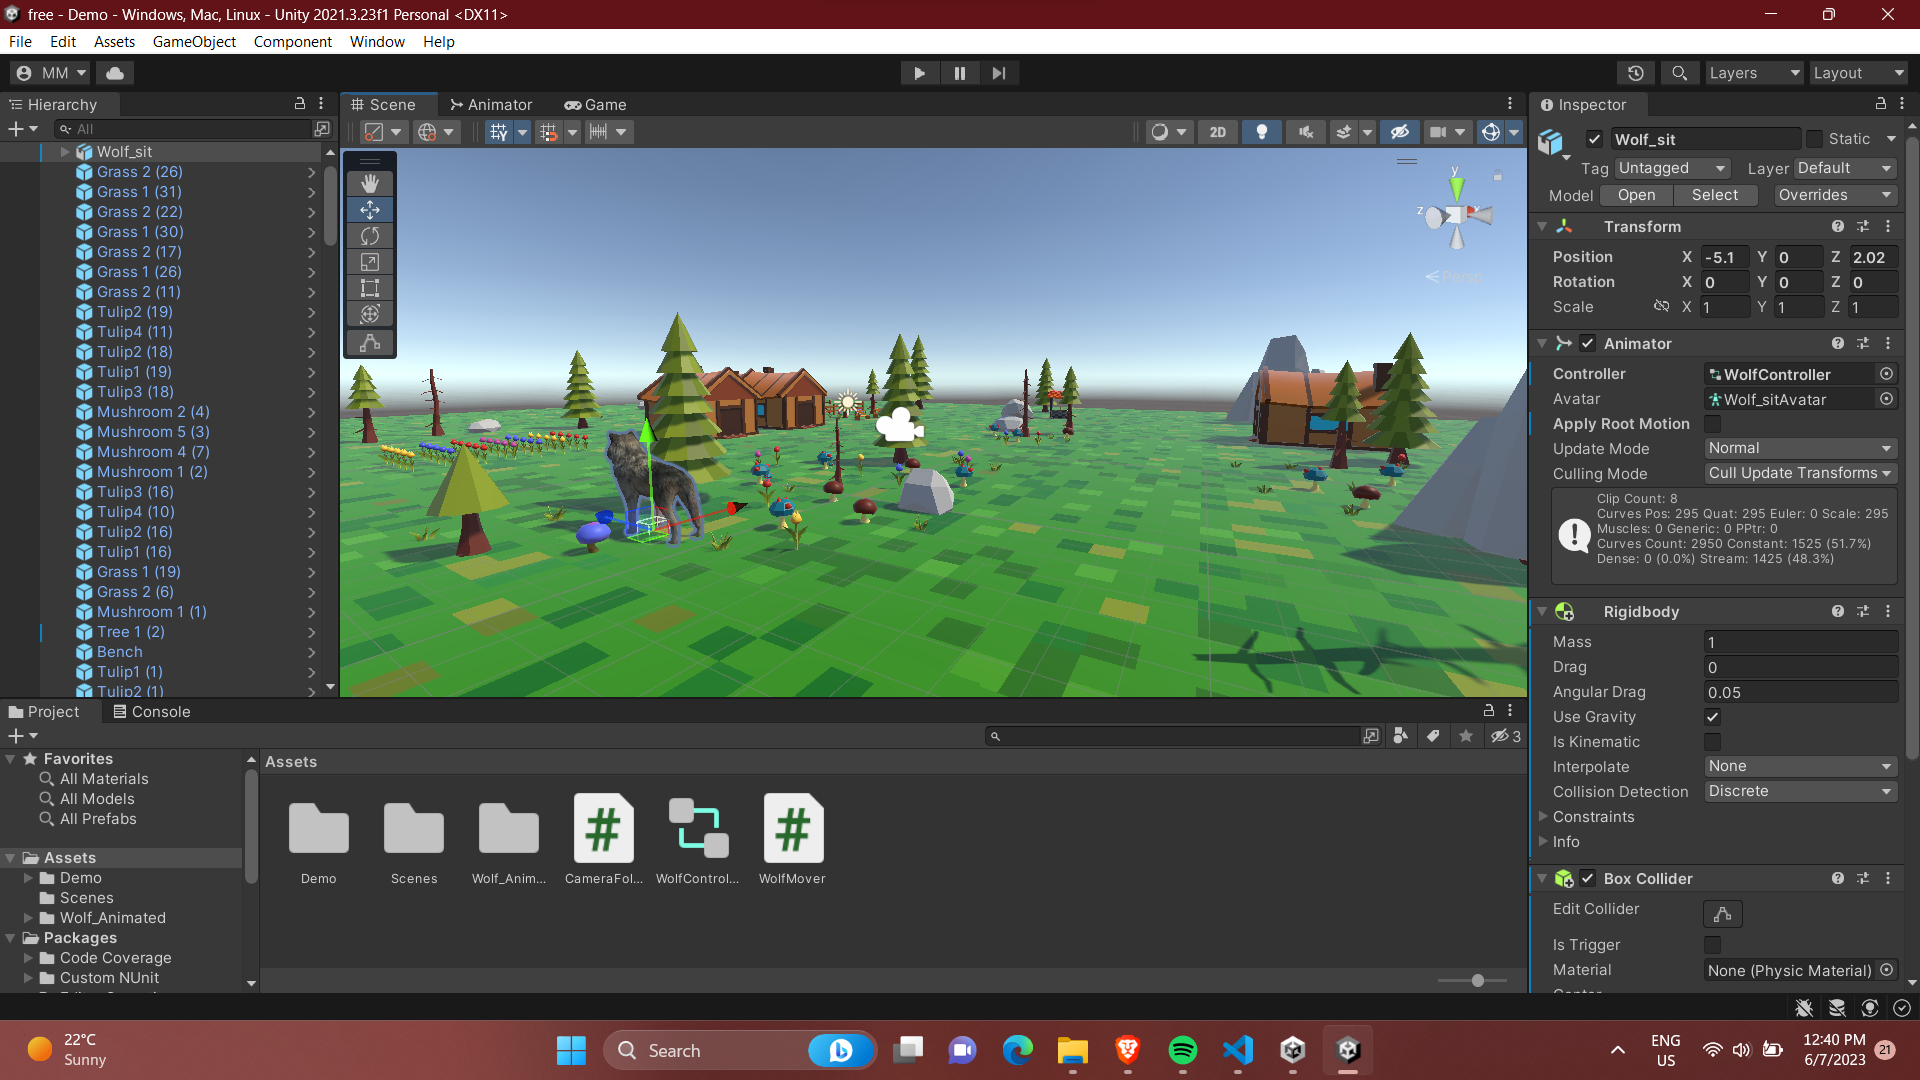 free - Demo - Windows, Mac, Linux - Unity 2021.3.23f1 Personal <DX11>
File Edit Assets GameObject Component Window Help
MM
Layers
Layout
Hierarchy
All
Wolf_sit
Grass 2 (26)
Grass 1 (31)
Grass 2 (22)
Grass 1 (30)
Grass 2 (17)
Grass 1 (26)
Grass 2 (11)
Tulip2 (19)
Tulip4 (11)
Tulip2 (18)
Tulip1 (19)
Tulip3 (18)
Mushroom 2 (4)
Mushroom 5 (3)
Mushroom 4 (7)
Mushroom 1 (2)
Tulip3 (16)
Tulip4 (10)
Tulip2 (16)
Tulip1 (16)
Grass 1 (19)
Grass 2 (6)
Mushroom 1 (1)
Tree 1 (2)
Bench
Tulip1 (1)
Tulip2 (1)
Scene Animator Game
2D
y
z x
Persp
Inspector
Wolf_sit Static
Tag Untagged Layer Default
Model Open Select Overrides
Transform
Position X -5.1 Y 0 Z 2.02
Rotation X 0 Y 0 Z 0
Scale X 1 Y 1 Z 1
Animator
Controller WolfController
Avatar Wolf_sitAvatar
Apply Root Motion
Update Mode Normal
Culling Mode Cull Update Transforms
Clip Count: 8
Curves Pos: 295 Quat: 295 Euler: 0 Scale: 295
Muscles: 0 Generic: 0 PPtr: 0
Curves Count: 2950 Constant: 1525 (51.7%)
Dense: 0 (0.0%) Stream: 1425 (48.3%)
Rigidbody
Mass 1
Drag 0
Angular Drag 0.05
Use Gravity
Is Kinematic
Interpolate None
Collision Detection Discrete
Constraints
Info
Box Collider
Edit Collider
Is Trigger
Material None (Physic Material)
Project Console
3
Favorites
All Materials
All Models
All Prefabs
Assets
Demo
Scenes
Wolf_Animated
Packages
Code Coverage
Custom NUnit
Assets
Demo
Scenes
Wolf_Anim...
CameraFol...
WolfControl...
WolfMover
22°C
Sunny
Search
ENG
US
12:40 PM
6/7/2023
21